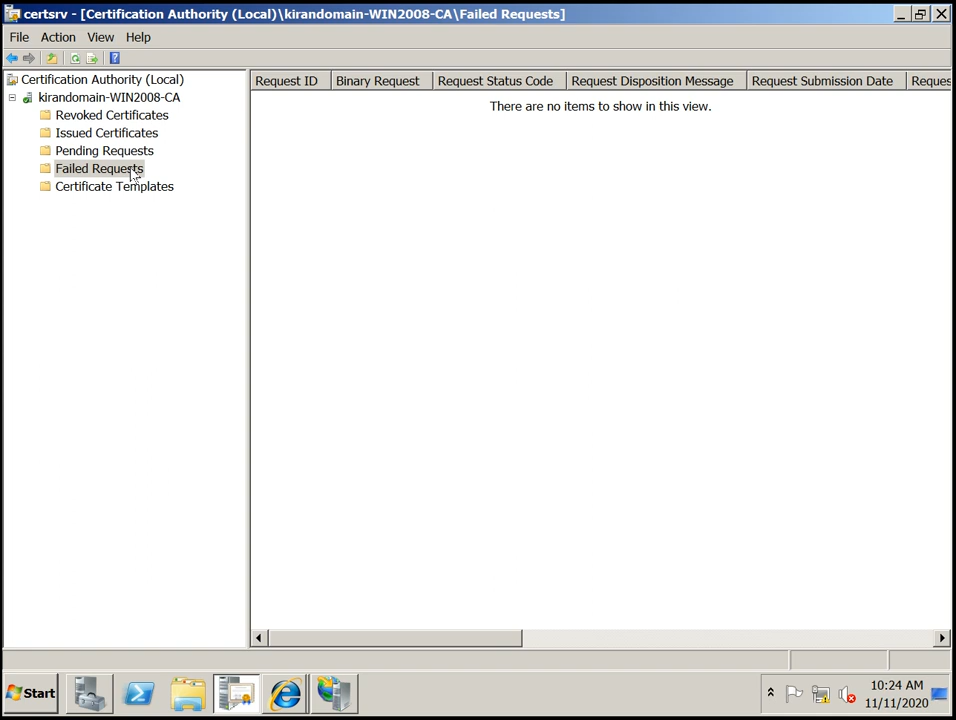 certsrv - [Certification Authority (Local)\kirandomain-WIN2008-CA\Failed Requests]
File Action View Help
Certification Authority (Local)
kirandomain-WIN2008-CA
Revoked Certificates
Issued Certificates
Pending Requests
Failed Requests
Certificate Templates
Request ID Binary Request Request Status Code Request Disposition Message Request Submission Date Reques
There are no items to show in this view.
Start
10:24 AM
11/11/2020